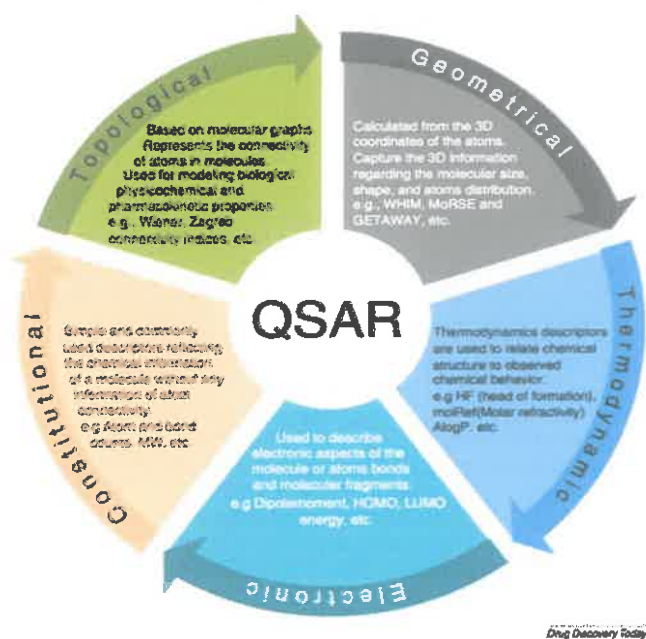 Topological
Based on molecular graphs
Represents the connectivity
of atoms in molecules.
Used for modeling biological
physicochemical and
pharmacokinetic properties
e.g., Wiener, Zagreb
connectivity indices, etc.
Geometrical
Calculated from the 3D
coordinates of the atoms.
Capture the 3D information
regarding the molecular size,
shape, and atoms distribution.
e.g., WHIM, MoRSE and
GETAWAY, etc.
QSAR
Constitutional
Simple and commonly
used descriptors reflecting
the chemical information
of a molecule without any
information of atom
connectivity.
e.g Atom and bond
counts, MW, etc
Thermodynamic
Thermodynamics descriptors
are used to relate chemical
structure to observed
chemical behavior.
e.g HF (head of formation),
molRef(Molar refractivity)
AlogP, etc.
Used to describe
electronic aspects of the
molecule or atoms bonds
and molecular fragments
e.g Dipolemoment, HOMO, LUMO
energy, etc.
Electronic
Drug Discovery Today